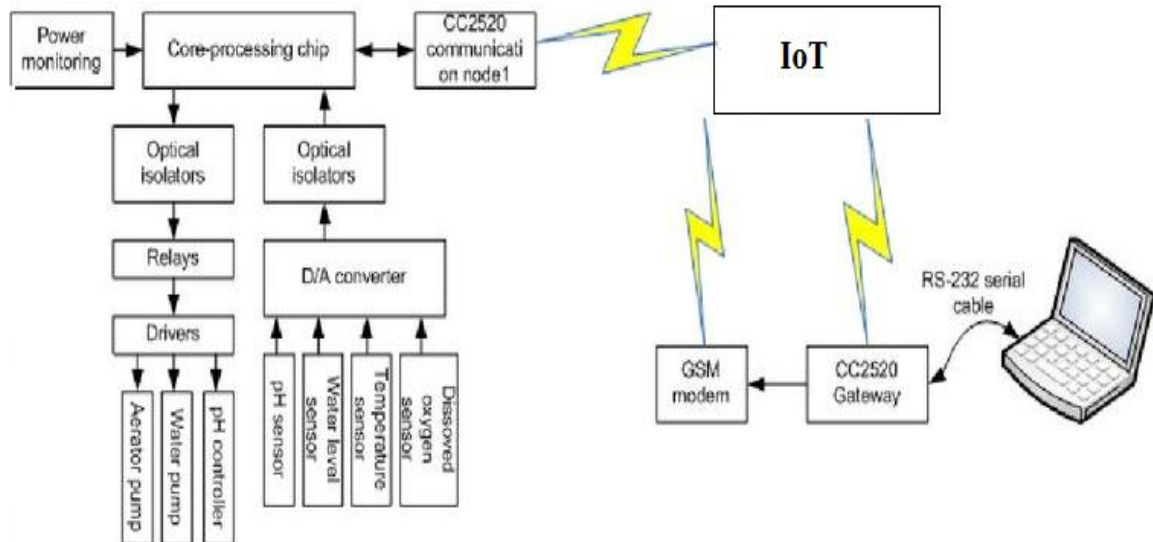 Power
monitoring
Core-processing chip
CC2520
communicati
on node1
IoT
Optical
isolators
Optical
isolators
Relays
D/A converter
Drivers
RS-232 serial
cable
GSM
modem
CC2520
Gateway
Aerator pump
Water pump
pH controller
pH sensor
Water level
sensor
Temperature
sensor
Dissoved
oxygen
sensor